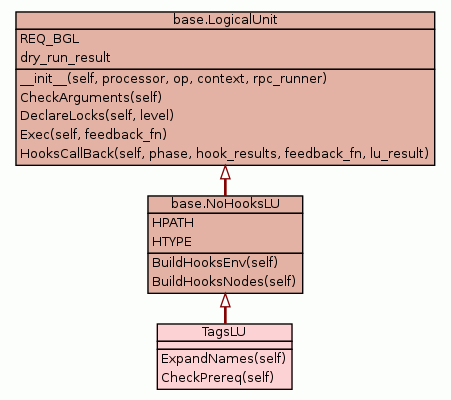 base.LogicalUnit
REQ_BGL
dry_run_result
__init__(self, processor, op, context, rpc_runner)
CheckArguments(self)
DeclareLocks(self, level)
Exec(self, feedback_fn)
HooksCallBack(self, phase, hook_results, feedback_fn, lu_result)
base.NoHooksLU
HPATH
HTYPE
BuildHooksEnv(self)
BuildHooksNodes(self)
TagsLU
ExpandNames(self)
CheckPrereq(self)